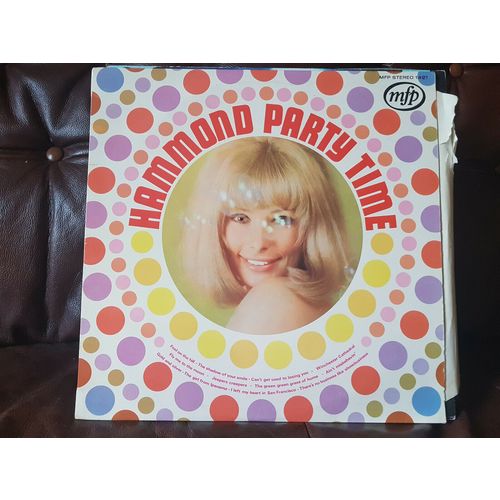 MFP STEREO 1421
mfp
HAMMOND PARTY TIME
Fool on the hill - The shadow of your smile - Can't get used to losing you - Winchester Cathedral
Fly me to the moon - Jeepers creepers - The green green grass of home - Ain't misbehavin'
Gold and silver - The girl from Ipanema - I left my heart in San Francisco - There's no business like showbusiness